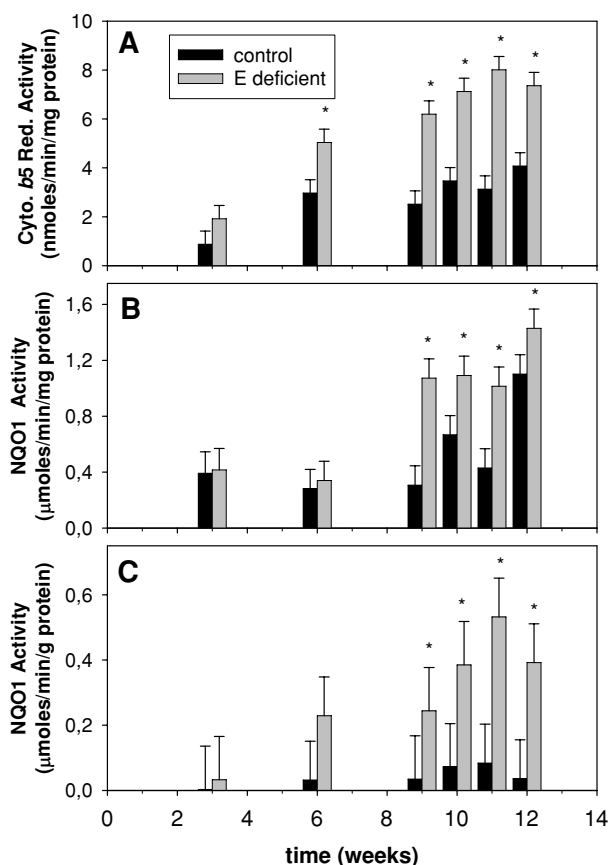 A
control
E deficient
Cyto. b5 Red. Activity
(nmoles/min/mg protein)
10
8
6
4
2
0
*
*
*
*
*
B
NQO1 Activity
(μmoles/min/mg protein)
1,6
1,2
0,8
0,4
0,0
*
*
*
*
C
NQO1 Activity
(μmoles/min/g protein)
0,6
0,4
0,2
0,0
*
*
*
*
0 2 4 6 8 10 12 14
time (weeks)